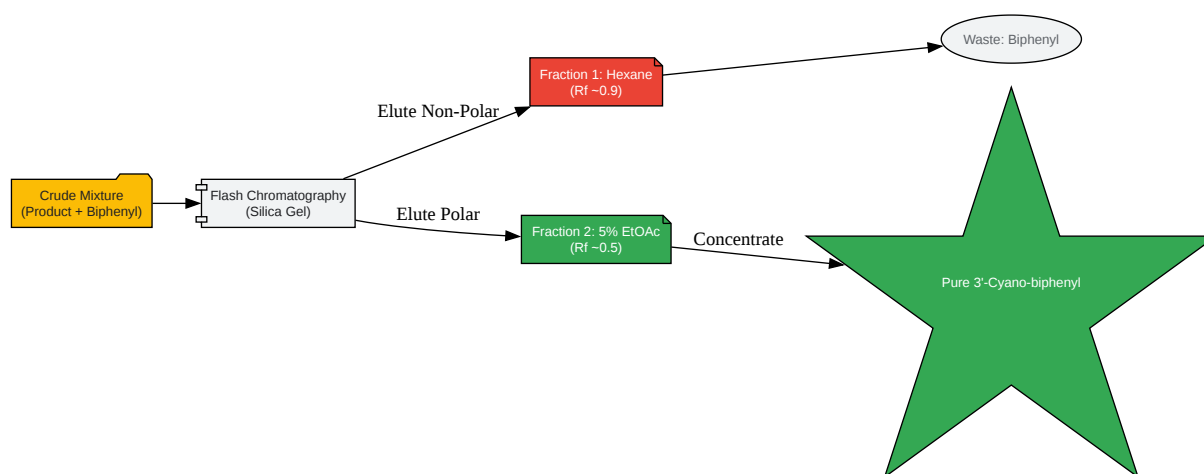 Crude Mixture
(Product + Biphenyl)
Flash Chromatography
(Silica Gel)
Elute Non-Polar
Elute Polar
Fraction 1: Hexane
(Rf ~0.9)
Fraction 2: 5% EtOAc
(Rf ~0.5)
Concentrate
Waste: Biphenyl
Pure 3'-Cyano-biphenyl